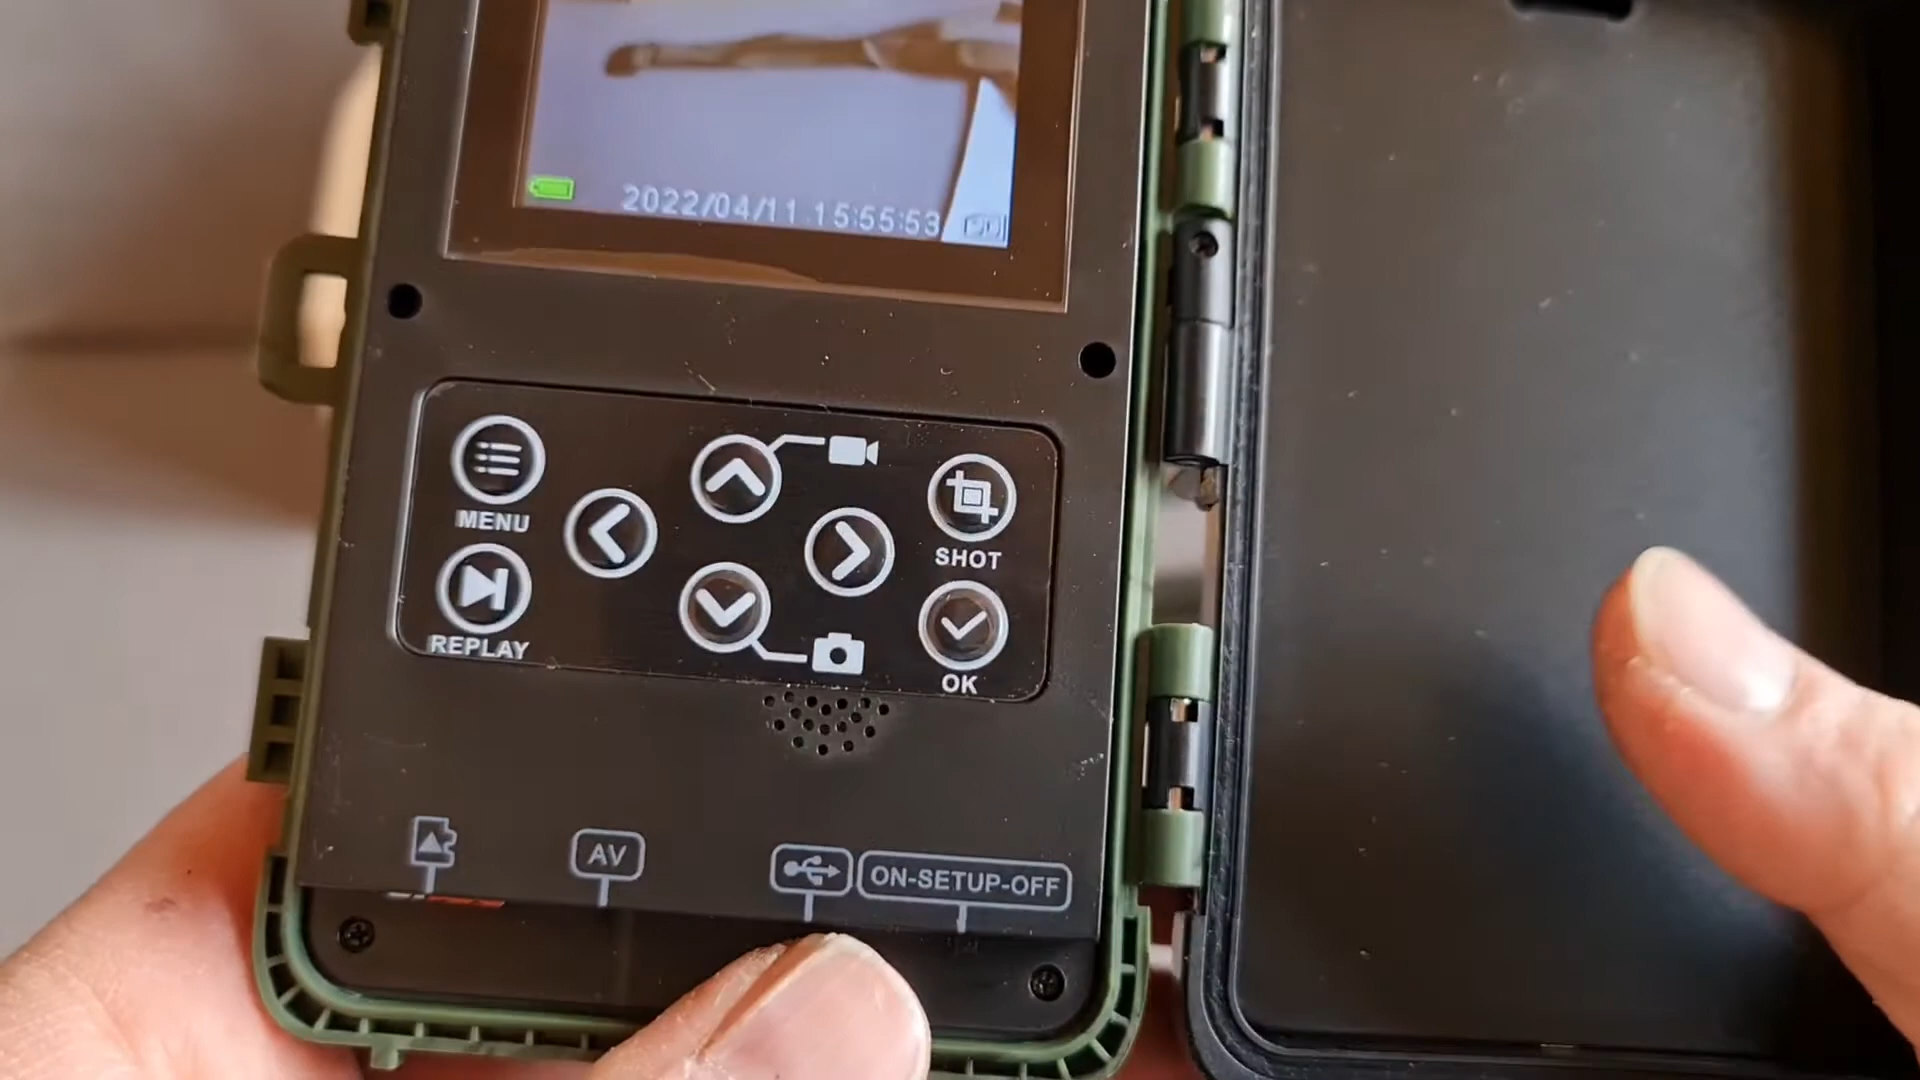 2022/04/11 15:55:53
MENU
SHOT
REPLAY
OK
AV
ON-SETUP-OFF